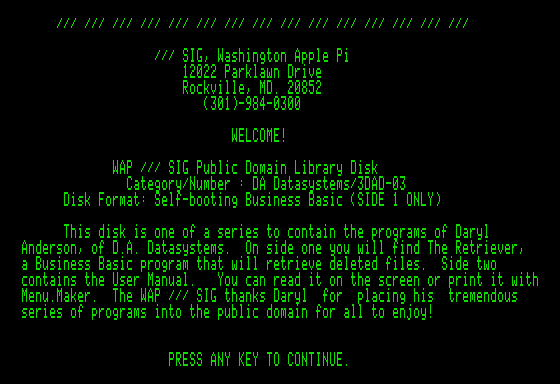 /// /// /// /// /// /// /// /// /// /// /// /// /// /// ///
/// SIG, Washington Apple Pi
12022 Parklawn Drive
Rockville, MD. 20852
(301)-984-0300
WELCOME!
WAP /// SIG Public Domain Library Disk
Category/Number : DA Datasystems/3DAD-03
Disk Format: Self-booting Business Basic (SIDE 1 ONLY)
This disk is one of a series to contain the programs of Daryl
Anderson, of D.A. Datasystems.  On side one you will find The Retriever,
a Business Basic program that will retrieve deleted files.  Side two
contains the User Manual.   You can read it on the screen or print it with
Menu.Maker.  The WAP /// SIG thanks Daryl  for  placing his  tremendous
series of programs into the public domain for all to enjoy!
PRESS ANY KEY TO CONTINUE.